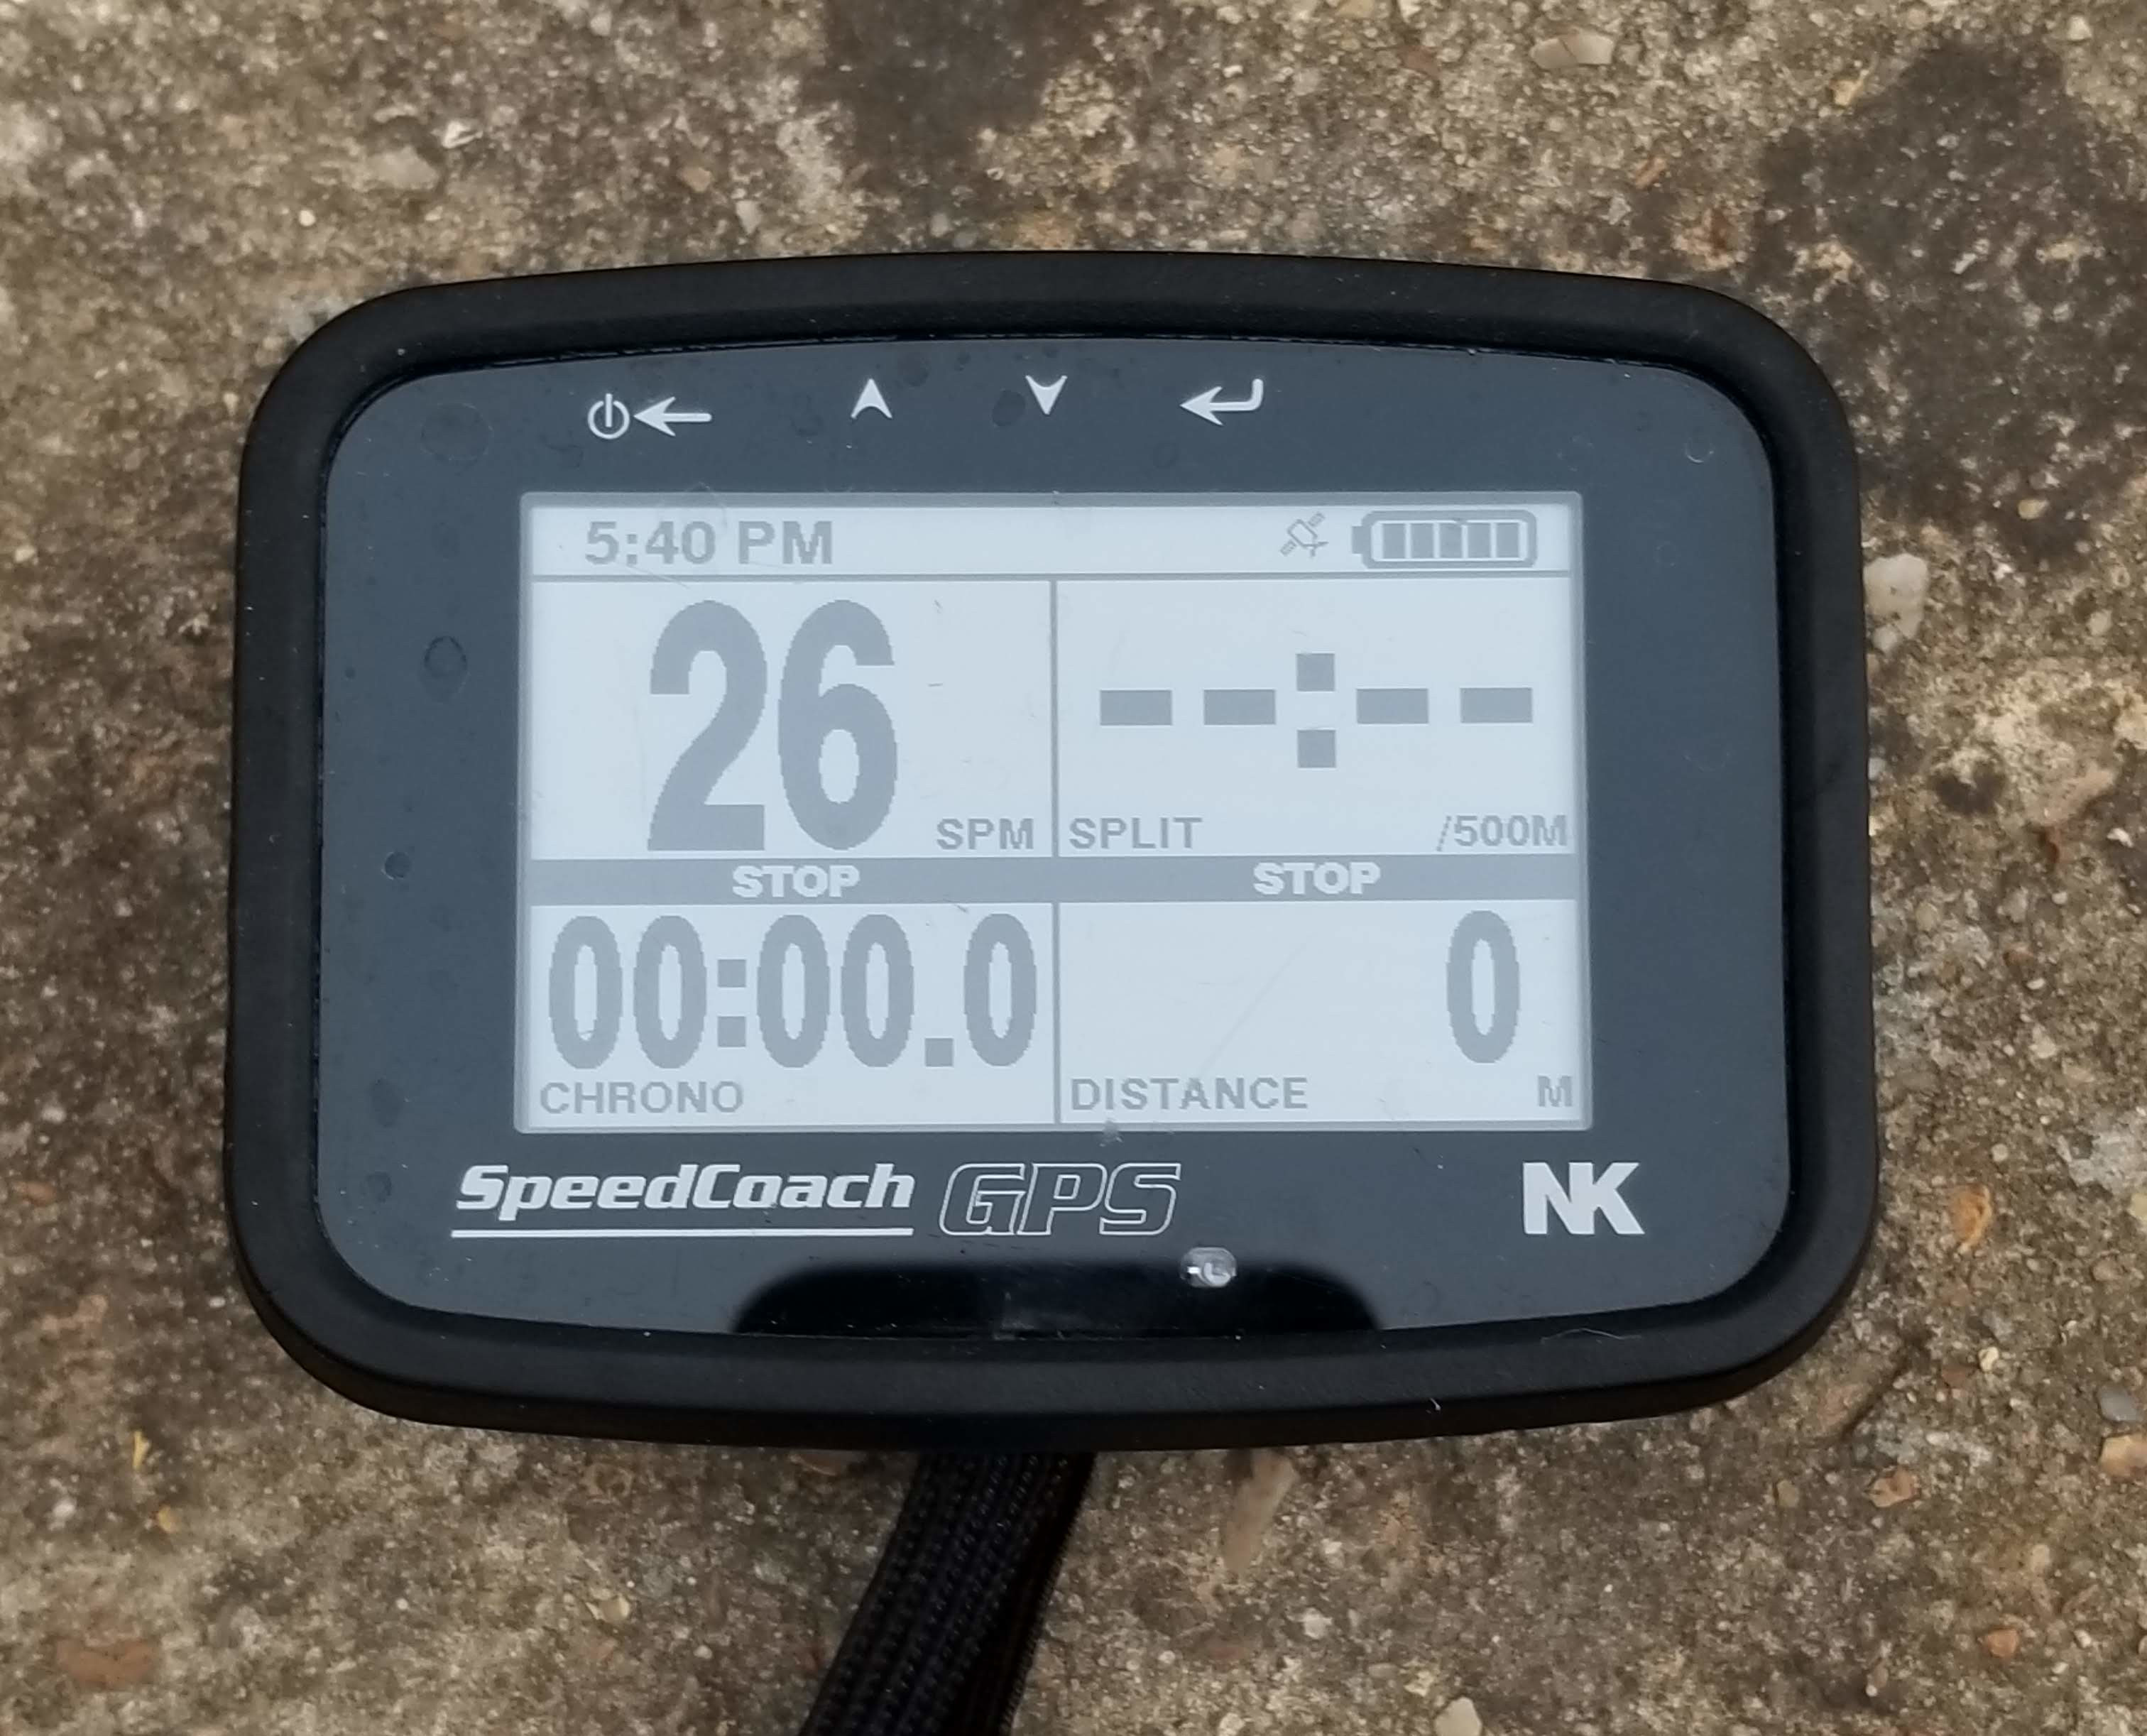 5:40 PM
26 SPM
--:-- SPLIT /500M
STOP STOP
00:00.0 CHRONO
0 DISTANCE M
SpeedCoach GPS NK